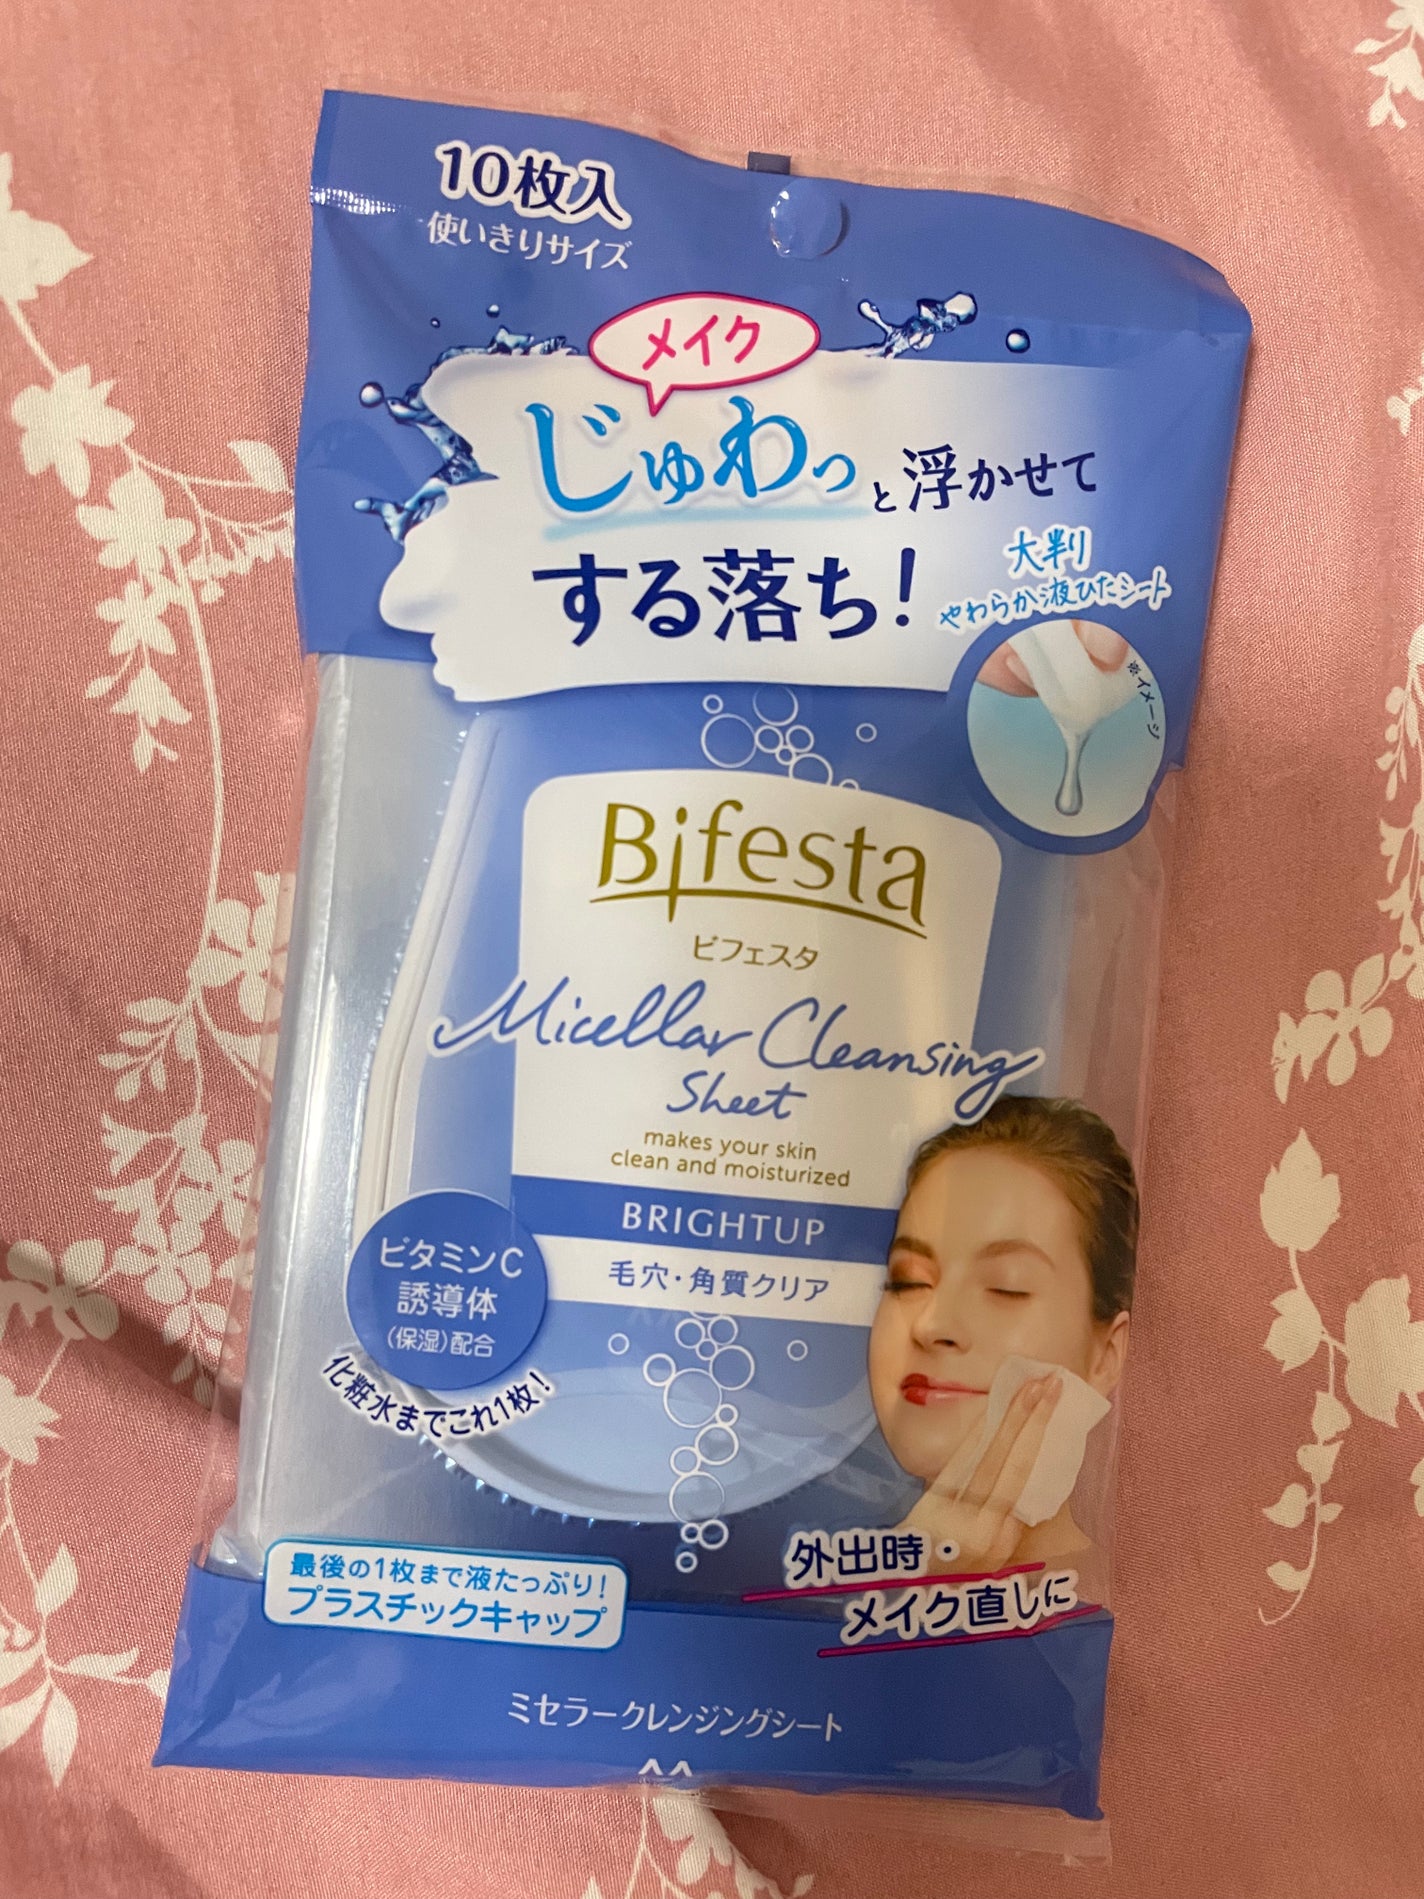 10枚入
使いきりサイズ
メイク
じゅわっと浮かせて
する落ち!
大判
やわらか液ひたシート
※イメージ
Bifesta
ビフェスタ
Micellar Cleansing
Sheet
makes your skin
clean and moisturized
BRIGHTUP
毛穴・角質クリア
ビタミンC
誘導体
(保湿)配合
化粧水までこれ1枚!
最後の1枚まで液たっぷり!
プラスチックキャップ
外出時・
メイク直しに
ミセラークレンジングシート